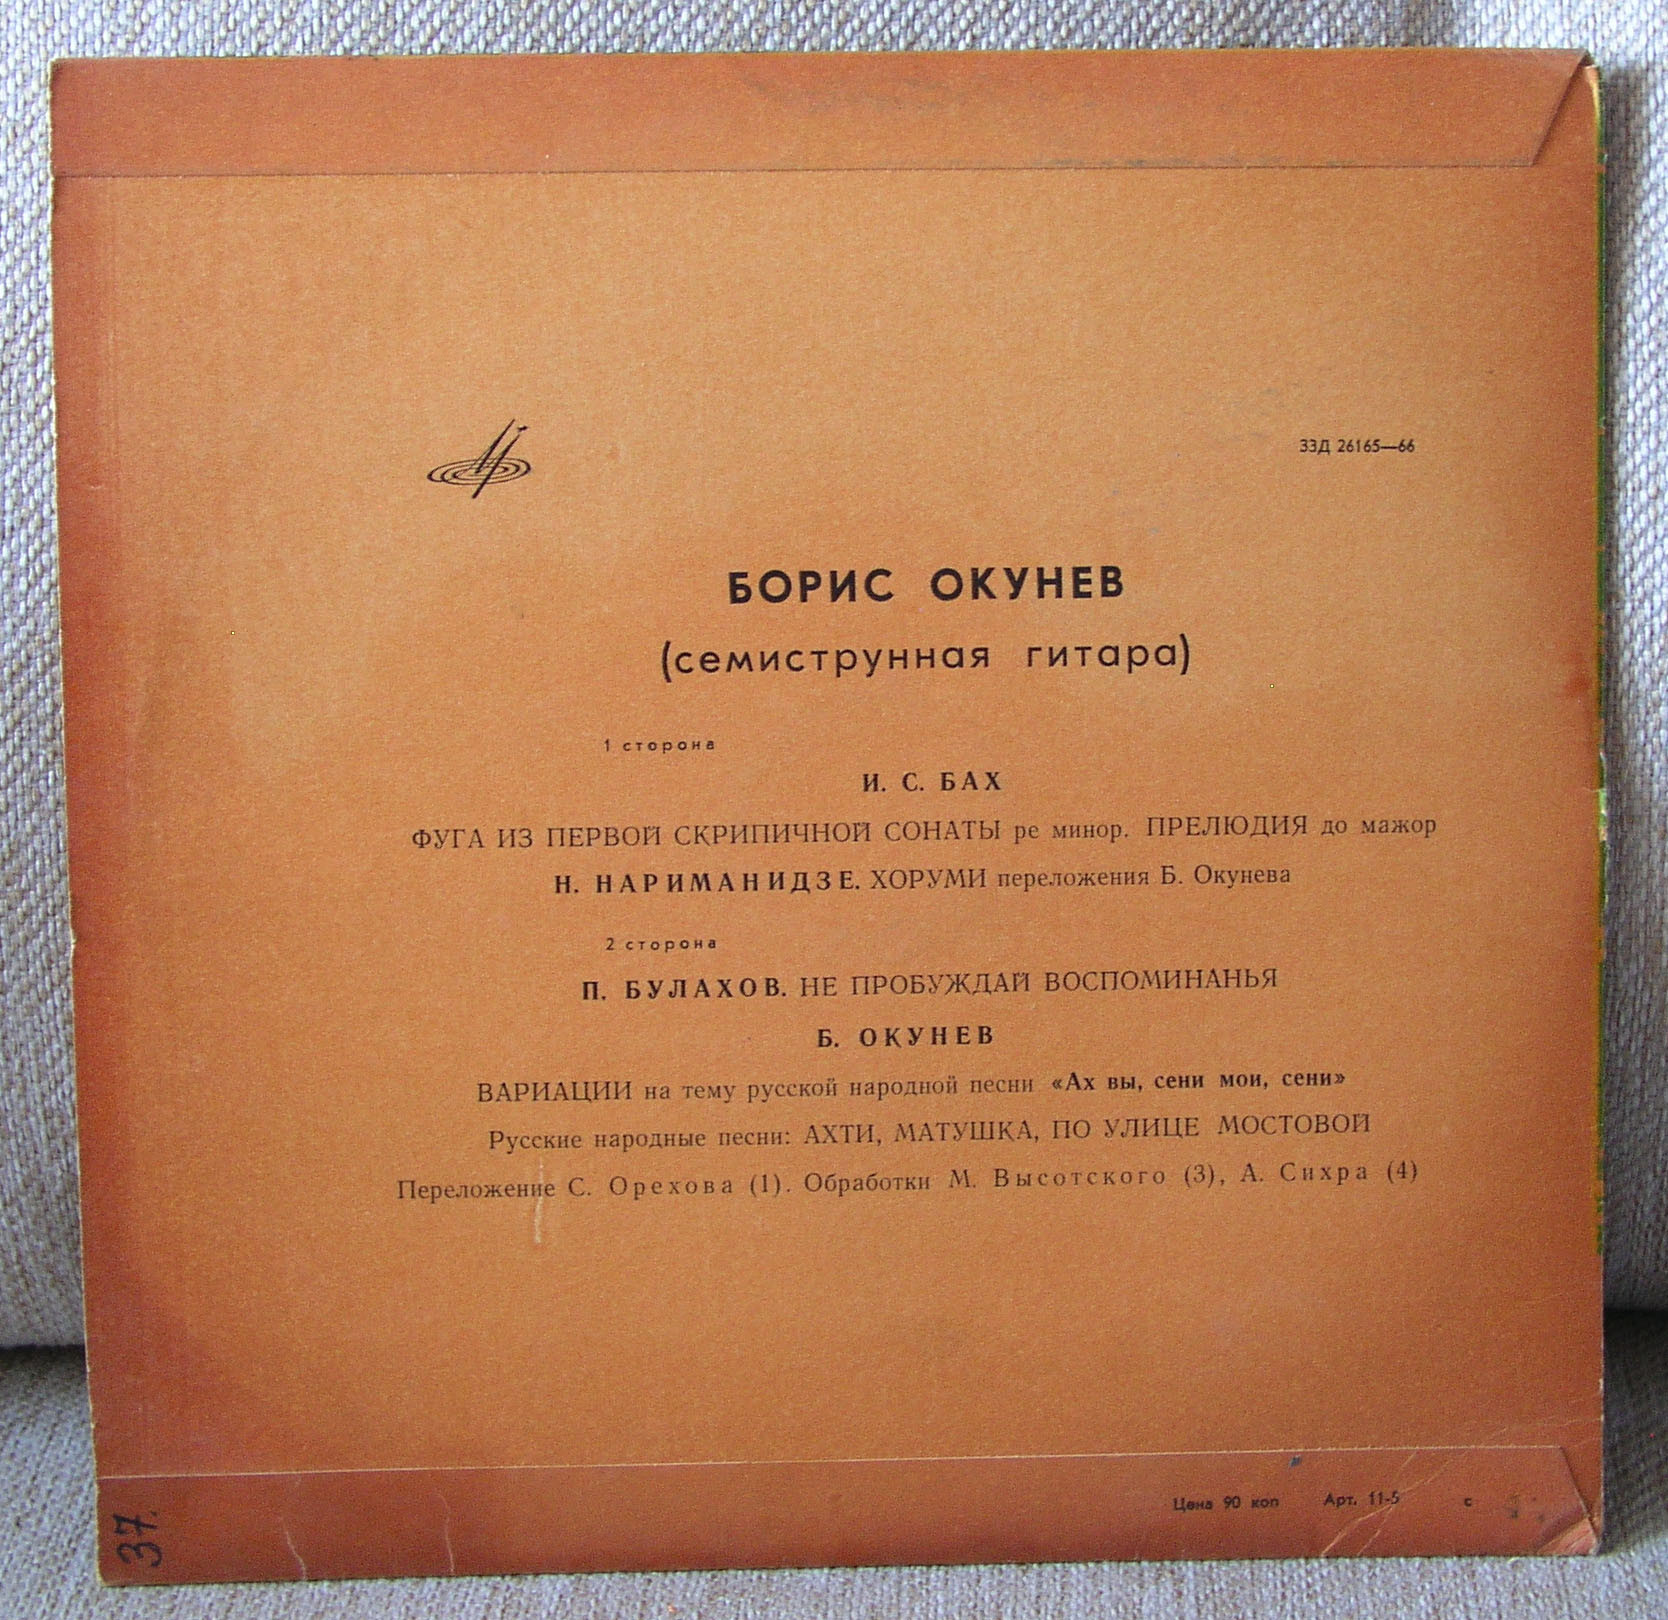 33Д 26165—66
БОРИС ОКУНЕВ
(семиструнная гитара)
1 сторона
И. С. БАХ
ФУГА ИЗ ПЕРВОЙ СКРИПИЧНОЙ СОНАТЫ ре минор. ПРЕЛЮДИЯ до мажор
Н. НАРИМАНИДЗЕ. ХОРУМИ переложения Б. Окунева
2 сторона
П. БУЛАХОВ. НЕ ПРОБУЖДАЙ ВОСПОМИНАНЬЯ
Б. ОКУНЕВ
ВАРИАЦИИ на тему русской народной песни «Ах вы, сени мои, сени»
Русские народные песни: АХТИ, МАТУШКА, ПО УЛИЦЕ МОСТОВОЙ
Переложение С. Орехова (1). Обработки М. Высотского (3), А. Сихра (4)
Цена 90 коп Арт. 11-5 с
37.